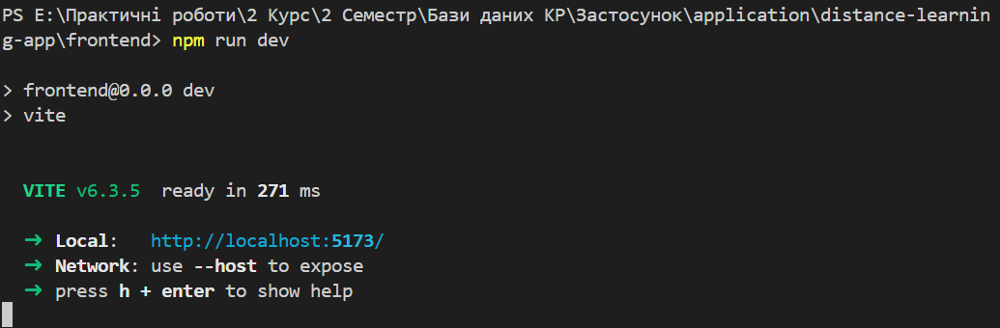 PS E:\Практичні роботи\2 Курс\2 Семестр\Бази даних КР\Застосунок\application\distance-learnin
g-app\frontend> npm run dev
> frontend@0.0.0 dev
> vite
VITE v6.3.5  ready in 271 ms
➜ Local:   http://localhost:5173/
➜ Network: use --host to expose
➜ press h + enter to show help